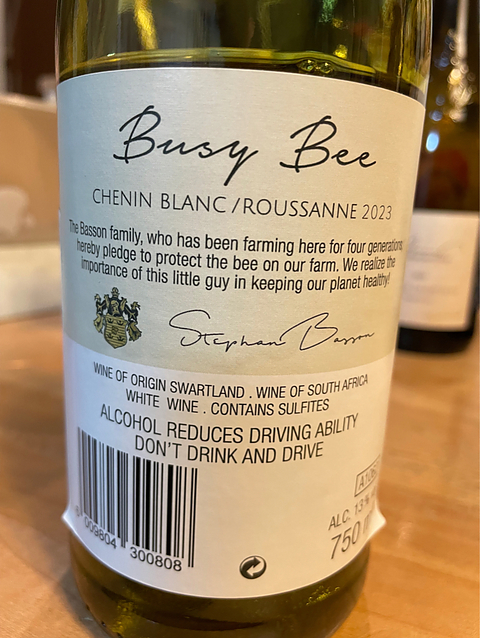 Busy Bee
CHENIN BLANC/ROUSSANNE 2023
The Basson family, who has been farming here for four generations,
hereby pledge to protect the bee on our farm. We realize the
importance of this little guy in keeping our planet healthy!
Stephan Basson
WINE OF ORIGIN SWARTLAND . WINE OF SOUTH AFRICA
WHITE WINE . CONTAINS SULFITES
ALCOHOL REDUCES DRIVING ABILITY
DON'T DRINK AND DRIVE
ALC. 13%
750
6 009804 300808